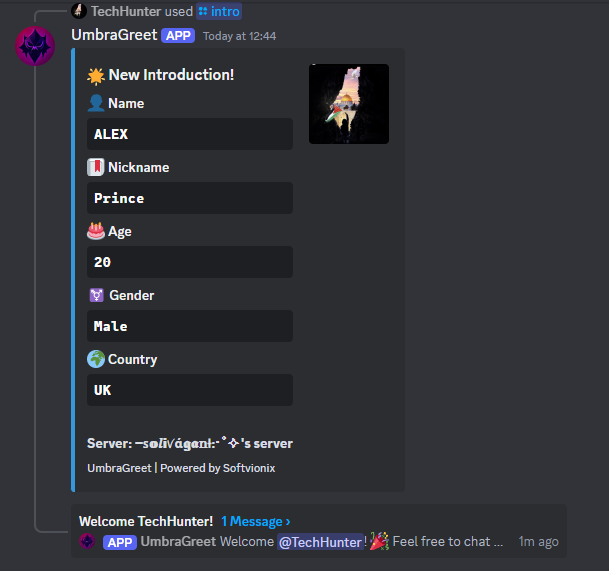 TechHunter used intro
UmbraGreet APP Today at 12:44
New Introduction!
Name
ALEX
Nickname
Prince
Age
20
Gender
Male
Country
UK
Server: 's server
UmbraGreet | Powered by Softvionix
Welcome TechHunter! 1 Message ›
APP UmbraGreet Welcome @TechHunter! 🎉 Feel free to chat ... 1m ago